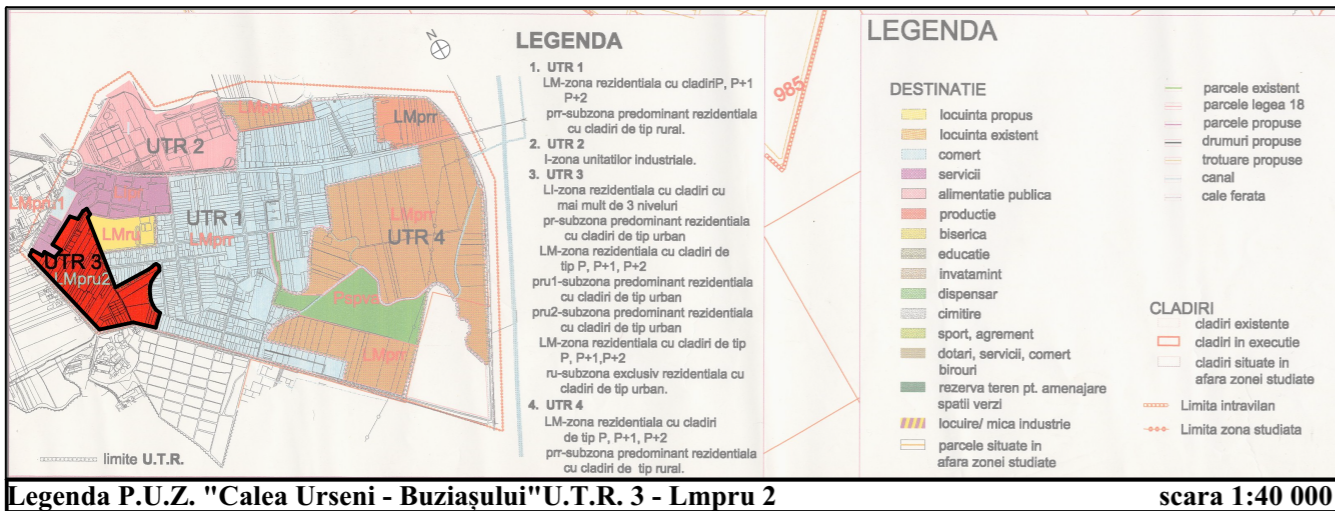 N
UTR 2
LMprr
LMpru1
LMrui
UTR 1
LMprr
LMprr
UTR 4
UTR 3
LMpru2
LMprr
limite U.T.R.
LEGENDA
1. UTR 1
LM-zona rezidentiala cu cladiriP, P+1
P+2
prr-subzona predominant rezidentiala
cu cladiri de tip rural.
2. UTR 2
I-zona unitatilor industriale.
3. UTR 3
LI-zona rezidentiala cu cladiri cu
mai mult de 3 niveluri
pr-subzona predominant rezidentiala
cu cladiri de tip urban
LM-zona rezidentiala cu cladiri de
tip P, P+1, P+2
pru1-subzona predominant rezidentiala
cu cladiri de tip urban
pru2-subzona predominant rezidentiala
cu cladiri de tip urban
LM-zona rezidentiala cu cladiri de tip
P, P+1,P+2
ru-subzona exclusiv rezidentiala cu
cladiri de tip urban.
4. UTR 4
LM-zona rezidentiala cu cladiri
de tip P, P+1, P+2
prr-subzona predominant rezidentiala
cu cladiri de tip rural.
985
LEGENDA
DESTINATIE
locuinta propus
locuinta existent
comert
servicii
alimentatie publica
productie
biserica
educatie
invatamint
dispensar
cimitire
sport, agrement
dotari, servicii, comert
birouri
rezerva teren pt. amenajare
spatii verzi
locuire/ mica industrie
parcele situate in
afara zonei studiate
parcele existent
parcele legea 18
parcele propuse
drumuri propuse
trotuare propuse
canal
cale ferata
CLADIRI
cladiri existente
cladiri in executie
cladiri situate in
afara zonei studiate
Limita intravilan
Limita zona studiata
Legenda P.U.Z. "Calea Urseni - Buziașului"U.T.R. 3 - Lmpru 2
scara 1:40 000